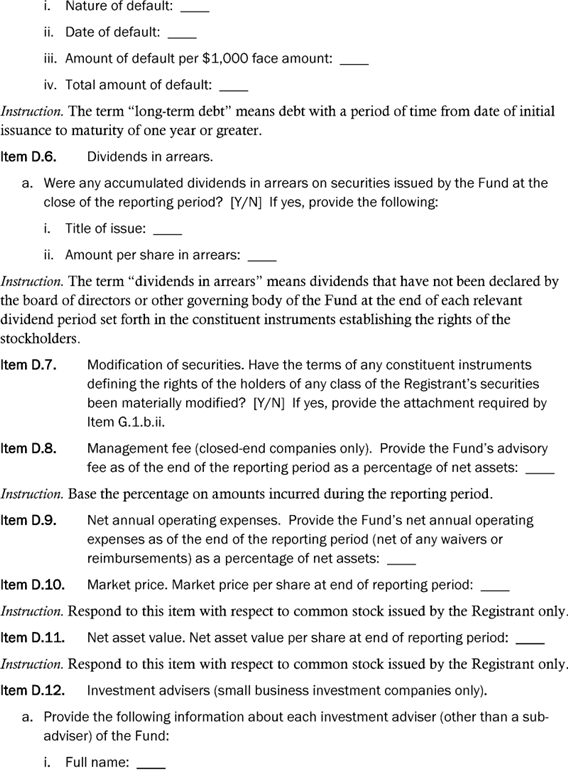 i. Nature of default: ____
ii. Date of default: ____
iii. Amount of default per $1,000 face amount: ____
iv. Total amount of default: ____
Instruction. The term “long-term debt” means debt with a period of time from date of initial
issuance to maturity of one year or greater.
Item D.6. Dividends in arrears.
a. Were any accumulated dividends in arrears on securities issued by the Fund at the
close of the reporting period? [Y/N] If yes, provide the following:
i. Title of issue: ____
ii. Amount per share in arrears: ____
Instruction. The term “dividends in arrears” means dividends that have not been declared by
the board of directors or other governing body of the Fund at the end of each relevant
dividend period set forth in the constituent instruments establishing the rights of the
stockholders.
Item D.7. Modification of securities. Have the terms of any constituent instruments
defining the rights of the holders of any class of the Registrant’s securities
been materially modified? [Y/N] If yes, provide the attachment required by
Item G.1.b.ii.
Item D.8. Management fee (closed-end companies only). Provide the Fund’s advisory
fee as of the end of the reporting period as a percentage of net assets: ____
Instruction. Base the percentage on amounts incurred during the reporting period.
Item D.9. Net annual operating expenses. Provide the Fund’s net annual operating
expenses as of the end of the reporting period (net of any waivers or
reimbursements) as a percentage of net assets: ____
Item D.10. Market price. Market price per share at end of reporting period: ____
Instruction. Respond to this item with respect to common stock issued by the Registrant only.
Item D.11. Net asset value. Net asset value per share at end of reporting period: ____
Instruction. Respond to this item with respect to common stock issued by the Registrant only.
Item D.12. Investment advisers (small business investment companies only).
a. Provide the following information about each investment adviser (other than a sub-
adviser) of the Fund:
i. Full name: ____